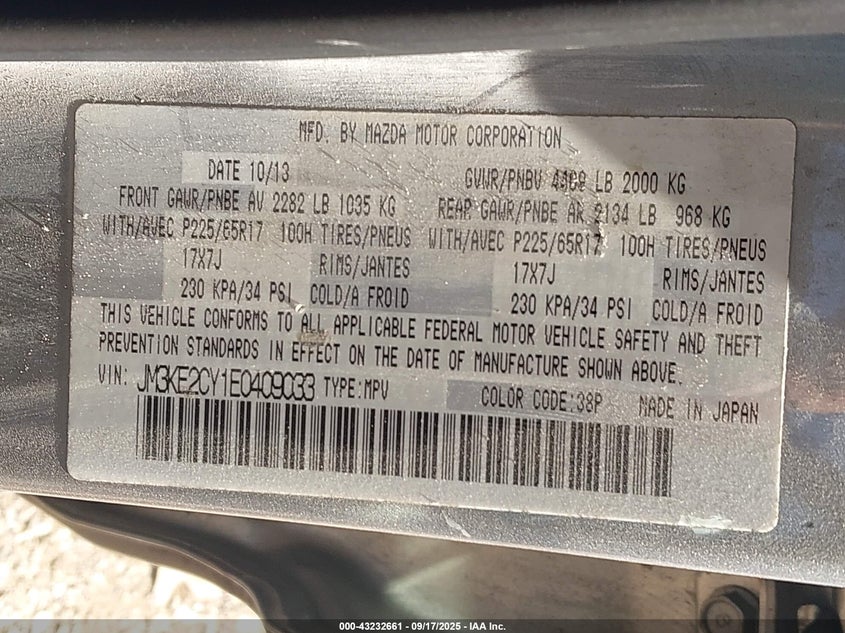 MFD. BY MAZDA MOTOR CORPORATION
DATE 10/13 GVWR/PNBV 4409 LB 2000 KG
FRONT GAWR/PNBE AV 2282 LB 1035 KG REAR GAWR/PNBE AR 2134 LB 968 KG
WITH/AVEC P225/65R17 100H TIRES/PNEUS WITH/AVEC P225/65R17 100H TIRES/PNEUS
17X7J RIMS/JANTES 17X7J RIMS/JANTES
230 KPA/34 PSI COLD/A FROID 230 KPA/34 PSI COLD/A FROID
THIS VEHICLE CONFORMS TO ALL APPLICABLE FEDERAL MOTOR VEHICLE SAFETY AND THEFT
PREVENTION STANDARDS IN EFFECT ON THE DATE OF MANUFACTURE SHOWN ABOVE.
VIN: JM3KE2CY1E0409033 TYPE:MPV COLOR CODE:38P MADE IN JAPAN
000-43232661 - 09/17/2025 - IAA Inc.